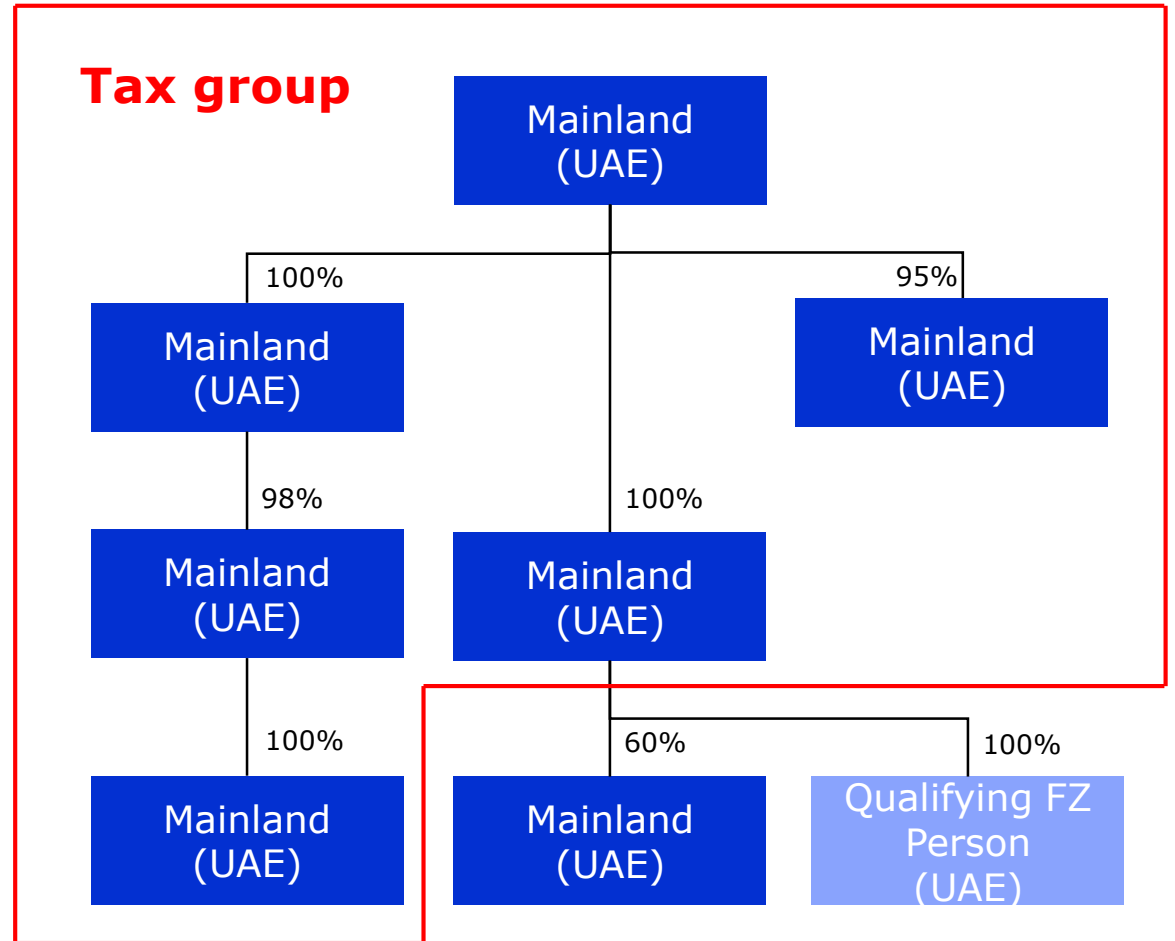 Tax group
Mainland
(UAE)
100%
95%
Mainland
(UAE)
Mainland
(UAE)
98%
100%
Mainland
(UAE)
Mainland
(UAE)
100%
60%
100%
Mainland
(UAE)
Mainland
(UAE)
Qualifying FZ
Person
(UAE)